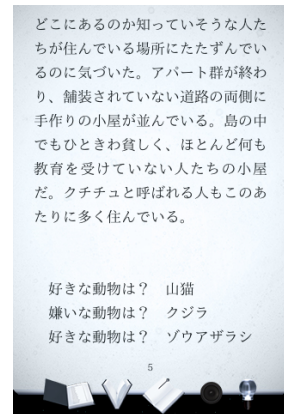 どこにあるのか知っていそうな人た
ちが住んでいる場所にたたずんでい
るのに気づいた。アパート群が終わ
り、舗装されていない道路の両側に
手作りの小屋が並んでいる。島の中
でもひときわ貧しく、ほとんど何も
教育を受けていない人たちの小屋
だ。クチチュと呼ばれる人もこのあ
たりに多く住んでいる。
好きな動物は？　山猫
嫌いな動物は？　クジラ
好きな動物は？　ゾウアザラシ
5